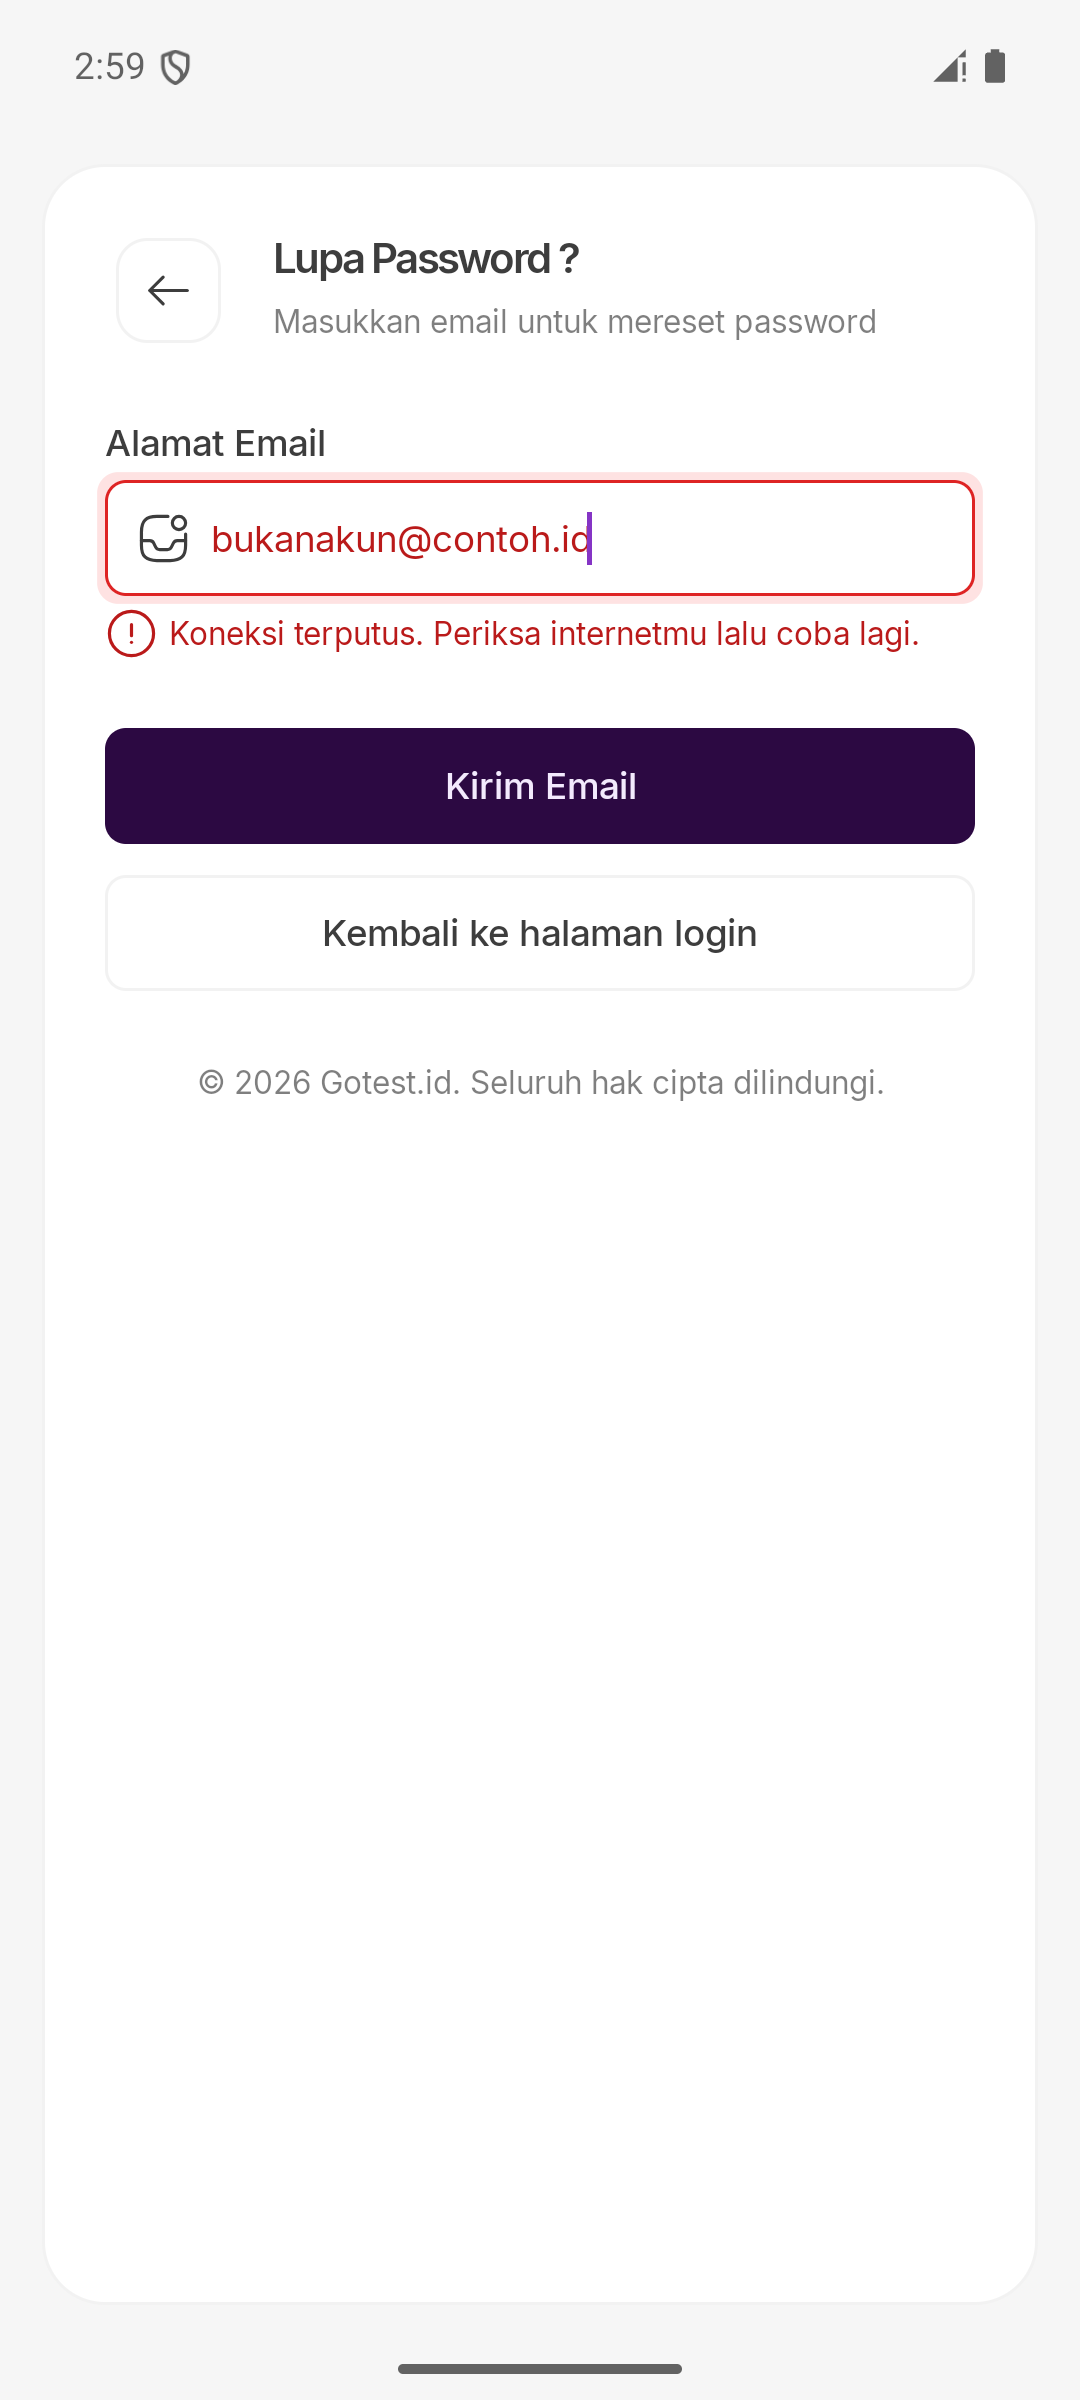 2:59
Lupa Password ?
Masukkan email untuk mereset password
Alamat Email
bukanakun@contoh.id
Koneksi terputus. Periksa internetmu lalu coba lagi.
Kirim Email
Kembali ke halaman login
© 2026 Gotest.id. Seluruh hak cipta dilindungi.